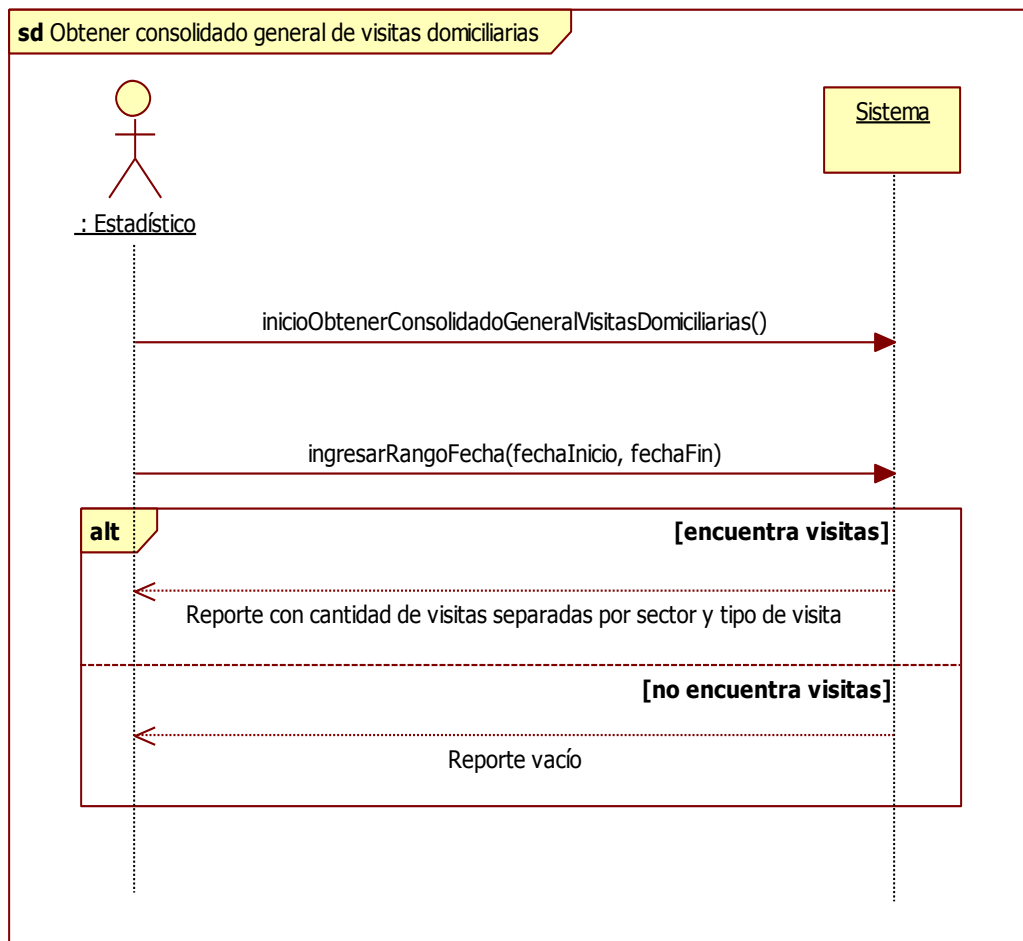 sd Obtener consolidado general de visitas domiciliarias
Sistema
: Estadístico
inicioObtenerConsolidadoGeneralVisitasDomiciliarias()
ingresarRangoFecha(fechaInicio, fechaFin)
alt
[encuentra visitas]
Reporte con cantidad de visitas separadas por sector y tipo de visita
[no encuentra visitas]
Reporte vacío